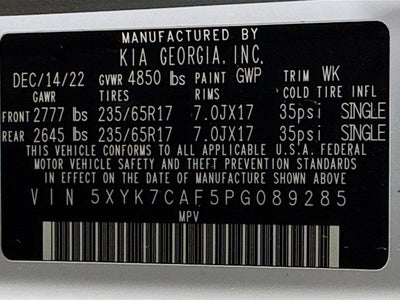 MANUFACTURED BY
KIA GEORGIA, INC.
DEC/14/22 GVWR 4850 lbs PAINT GWP TRIM WK
GAWR TIRES RIMS COLD TIRE INFL
FRONT 2777 lbs 235/65R17 7.0JX17 35psi SINGLE
REAR 2645 lbs 235/65R17 7.0JX17 35psi SINGLE
THIS VEHICLE CONFORMS TO ALL APPLICABLE U.S.A. FEDERAL
MOTOR VEHICLE SAFETY AND THEFT PREVENTION STANDARDS
IN EFFECT ON THE DATE OF MANUFACTURE SHOWN ABOVE.
VIN 5XYK7CAF5PG089285
MPV